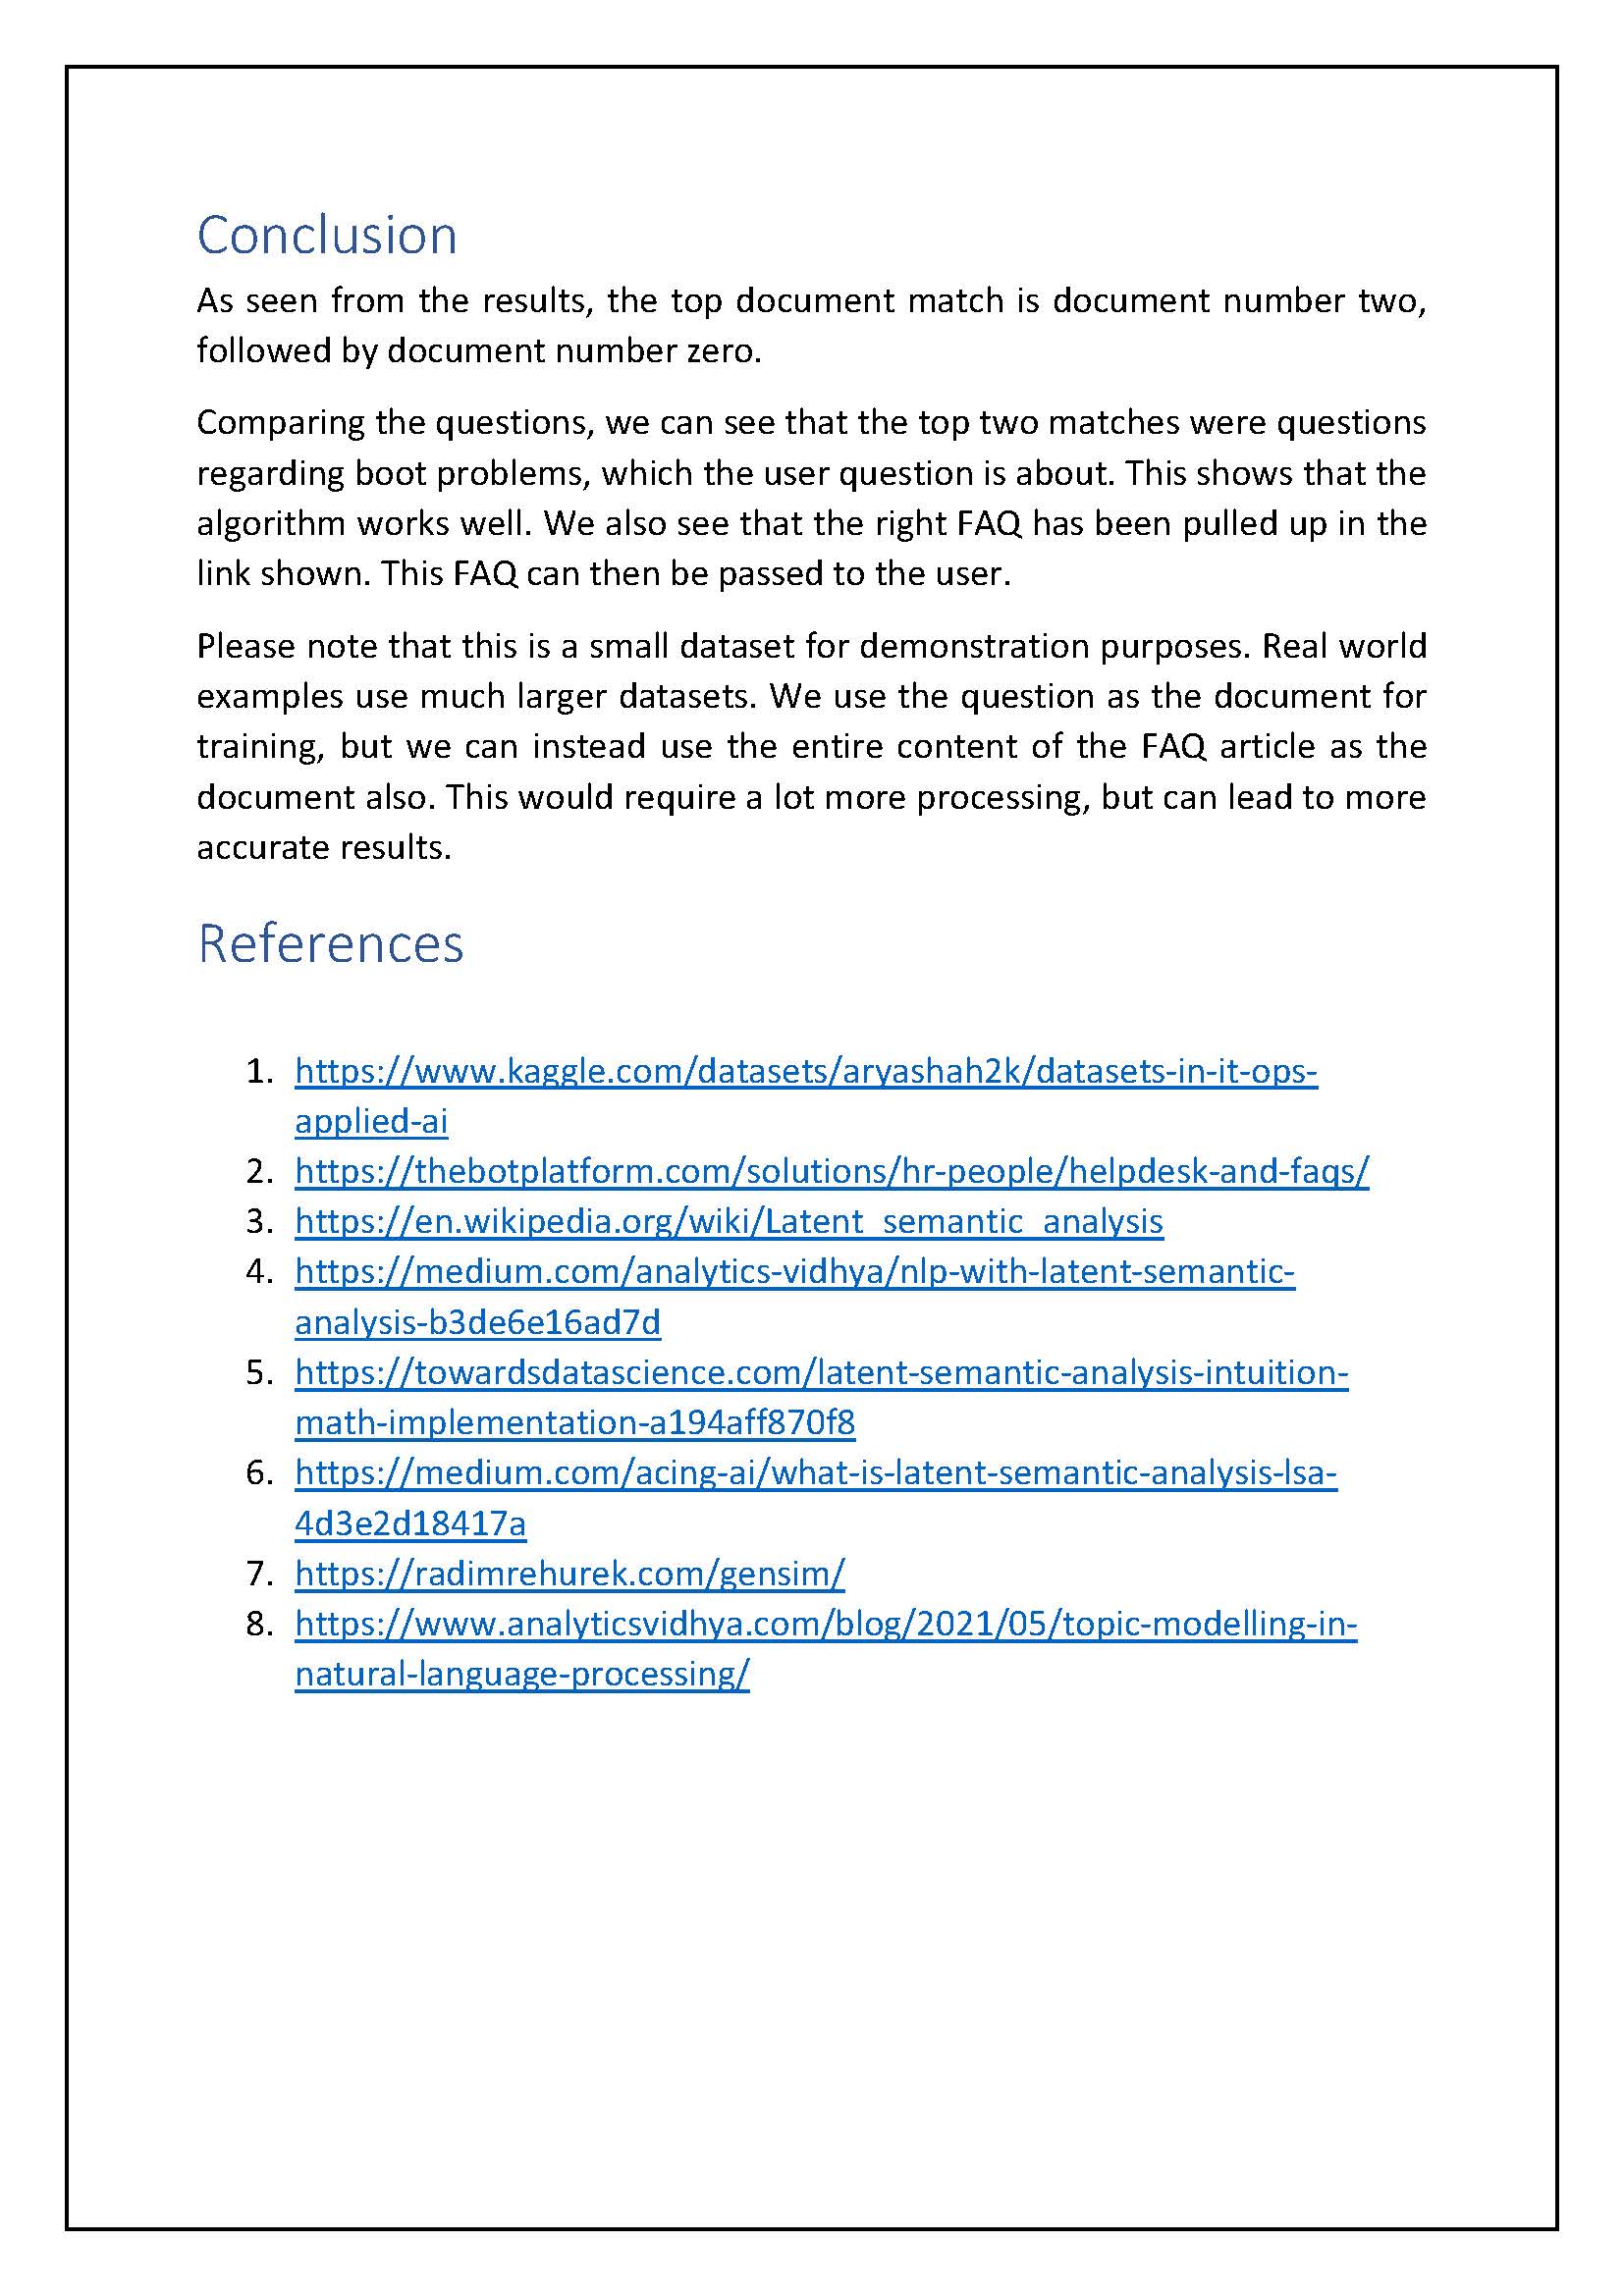 Conclusion
As seen from the results, the top document match is document number two,
followed by document number zero.
Comparing the questions, we can see that the top two matches were questions
regarding boot problems, which the user question is about. This shows that the
algorithm works well. We also see that the right FAQ has been pulled up in the
link shown. This FAQ can then be passed to the user.
Please note that this is a small dataset for demonstration purposes. Real world
examples use much larger datasets. We use the question as the document for
training, but we can instead use the entire content of the FAQ article as the
document also. This would require a lot more processing, but can lead to more
accurate results.
References
1. https://www.kaggle.com/datasets/aryashah2k/datasets-in-it-ops-
applied-ai
2. https://thebotplatform.com/solutions/hr-people/helpdesk-and-faqs/
3. https://en.wikipedia.org/wiki/Latent_semantic_analysis
4. https://medium.com/analytics-vidhya/nlp-with-latent-semantic-
analysis-b3de6e16ad7d
5. https://towardsdatascience.com/latent-semantic-analysis-intuition-
math-implementation-a194aff870f8
6. https://medium.com/acing-ai/what-is-latent-semantic-analysis-lsa-
4d3e2d18417a
7. https://radimrehurek.com/gensim/
8. https://www.analyticsvidhya.com/blog/2021/05/topic-modelling-in-
natural-language-processing/